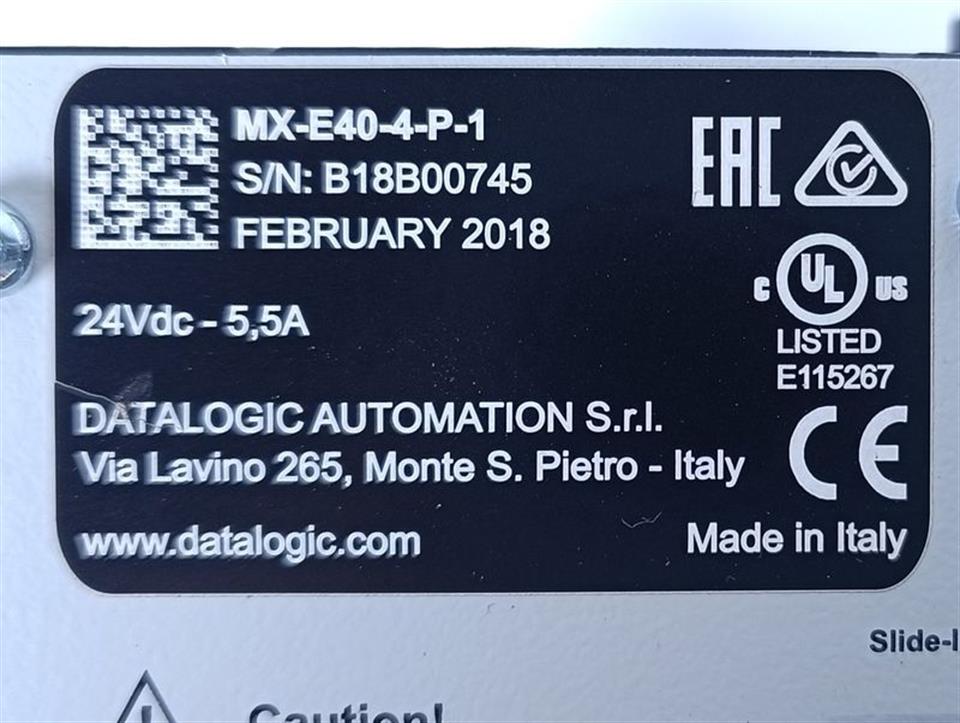 MX-E40-4-P-1
S/N: B18B00745
FEBRUARY 2018
EAC
24Vdc - 5,5A
c UL US
LISTED
E115267
DATALOGIC AUTOMATION S.r.l.
Via Lavino 265, Monte S. Pietro - Italy
CE
www.datalogic.com
Made in Italy
Slide-I
Caution!